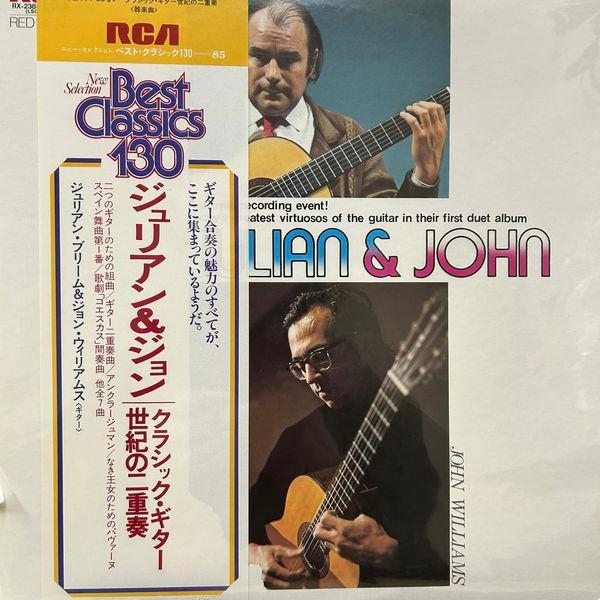 RX-238
RED
〈器楽曲〉
RCA
ニュー・セレクション ベスト・クラシック130—85
New
Selection
Best
Classics
130
ギター合奏の魅力のすべてが、
ここに集まっているようだ。
ジュリアン&ジョン
クラシック・ギター
世紀の二重奏
二つのギターのための組曲/ギター二重奏曲/アンクラージュマン/なき王女のためのパヴァーヌ
スペイン舞曲第1番/歌劇「ゴエスカス」間奏曲 他全7曲
ジュリアン・ブリーム&ジョン・ウィリアムス〈ギター〉
ecording event!
eatest virtuosos of the guitar in their first duet album
LIAN & JOHN
JOHN WILLIAMS